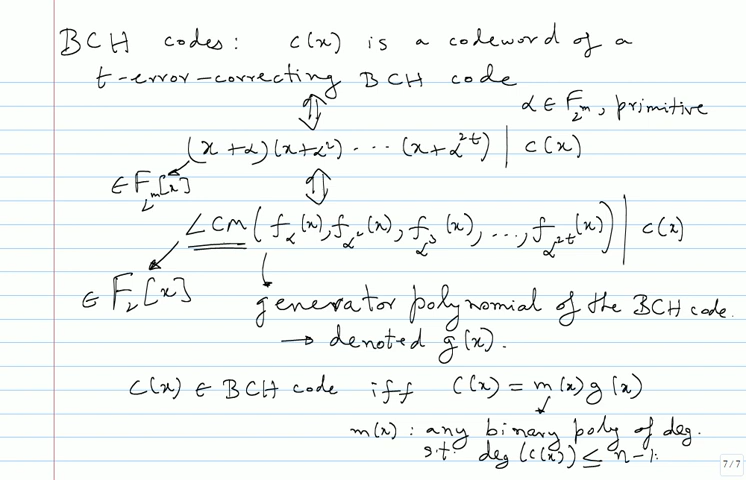 BCH codes: c(x) is a codeword of a
t-error-correcting BCH code
⇕
α ∈ F_{2^m}, primitive
(x+α)(x+α²) ··· (x+α^{2t}) | c(x)
∈ F_{2^m}[x]
⇕
LCM(f_α(x), f_{α²}(x), f_{α³}(x), ..., f_{α^{2t}}(x)) | c(x)
∈ F₂[x]
generator polynomial of the BCH code.
→ denoted g(x).
C(x) ∈ BCH code iff C(x) = m(x)g(x)
m(x): any binary poly of deg.
s.t. deg(c(x)) ≤ n-1.
7/7